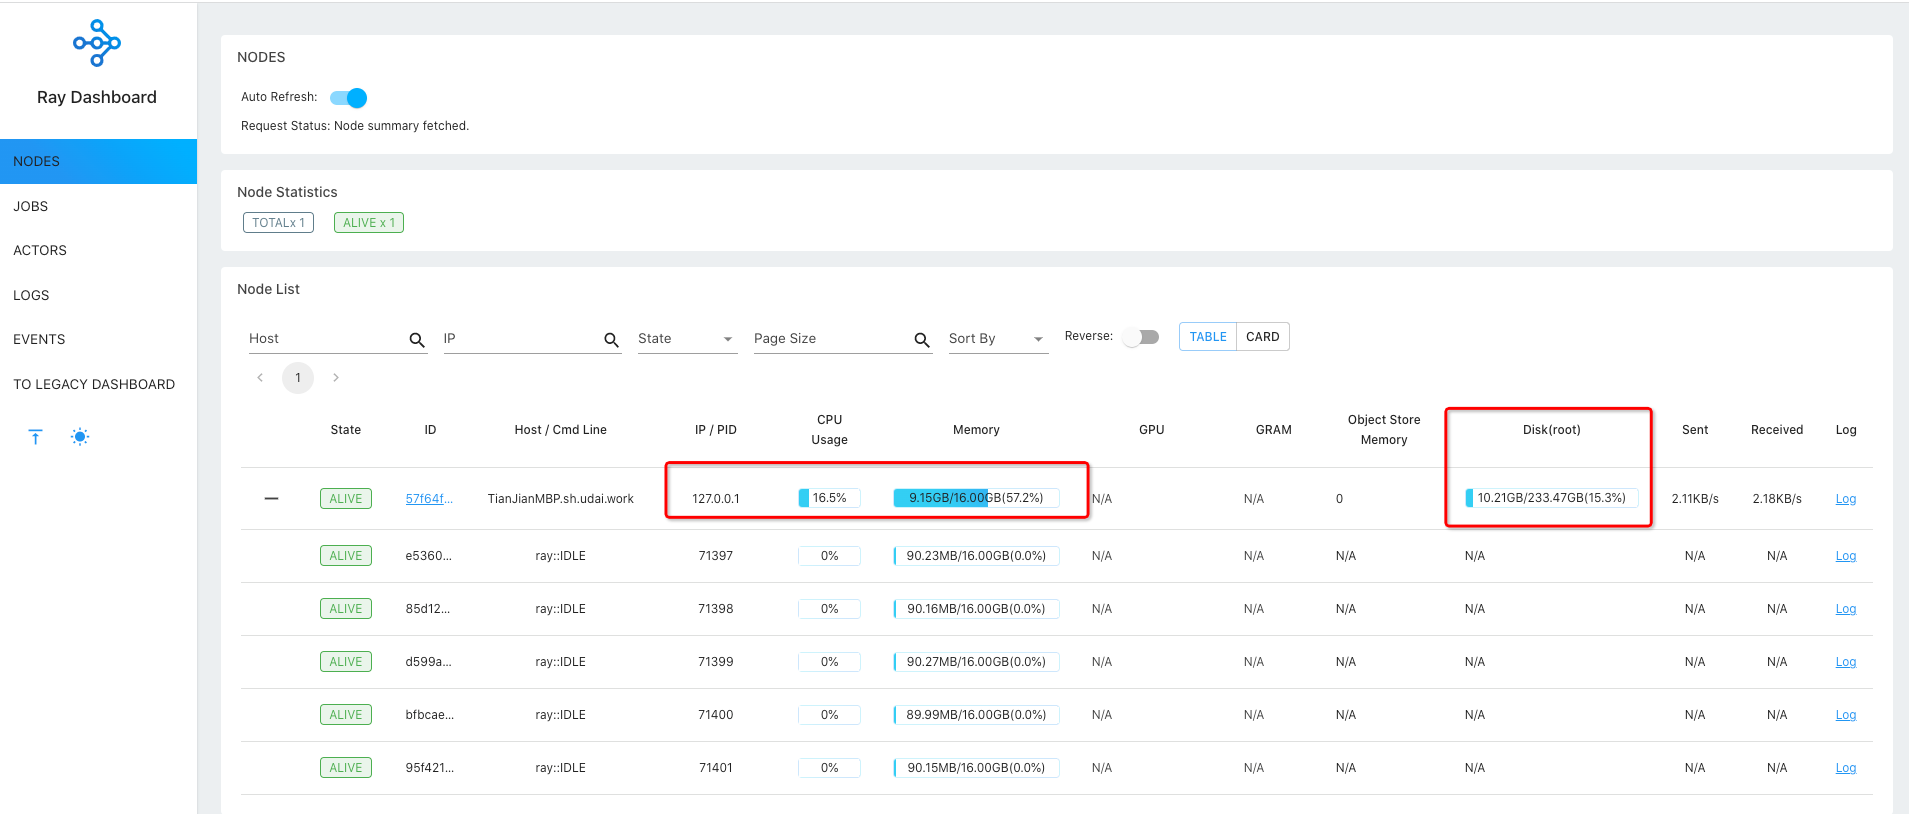 Ray Dashboard
NODES
JOBS
ACTORS
LOGS
EVENTS
TO LEGACY DASHBOARD
NODES
Auto Refresh:
Request Status: Node summary fetched.
Node Statistics
TOTALx 1 ALIVE x 1
Node List
Host IP State Page Size Sort By Reverse: TABLE CARD
1
State ID Host / Cmd Line IP / PID CPU Usage Memory GPU GRAM Object Store Memory Disk(root) Sent Received Log
ALIVE 57f64f... TianJianMBP.sh.udai.work 127.0.0.1 16.5% 9.15GB/16.00GB(57.2%) N/A N/A 0 10.21GB/233.47GB(15.3%) 2.11KB/s 2.18KB/s Log
ALIVE e5360... ray::IDLE 71397 0% 90.23MB/16.00GB(0.0%) N/A N/A N/A N/A N/A N/A Log
ALIVE 85d12... ray::IDLE 71398 0% 90.16MB/16.00GB(0.0%) N/A N/A N/A N/A N/A N/A Log
ALIVE d599a... ray::IDLE 71399 0% 90.27MB/16.00GB(0.0%) N/A N/A N/A N/A N/A N/A Log
ALIVE bfbcae... ray::IDLE 71400 0% 89.99MB/16.00GB(0.0%) N/A N/A N/A N/A N/A N/A Log
ALIVE 95f421... ray::IDLE 71401 0% 90.15MB/16.00GB(0.0%) N/A N/A N/A N/A N/A N/A Log